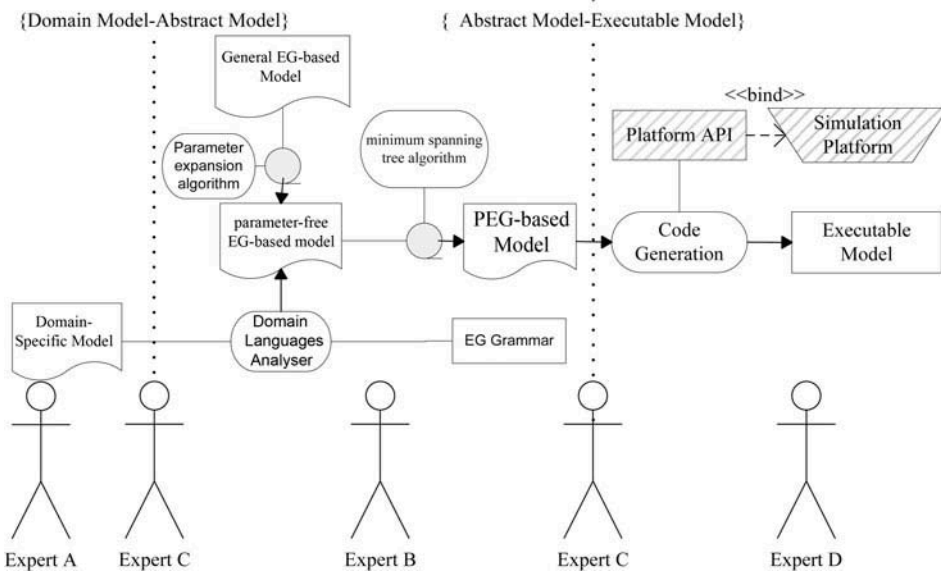 {Domain Model-Abstract Model}
{ Abstract Model-Executable Model}
General EG-based
Model
<<bind>>
Parameter
expansion
algorithm
minimum spanning
tree algorithm
Platform API
Simulation
Platform
parameter-free
EG-based model
PEG-based
Model
Code
Generation
Executable
Model
Domain-
Specific Model
Domain
Languages
Analyser
EG Grammar
Expert A
Expert C
Expert B
Expert C
Expert D